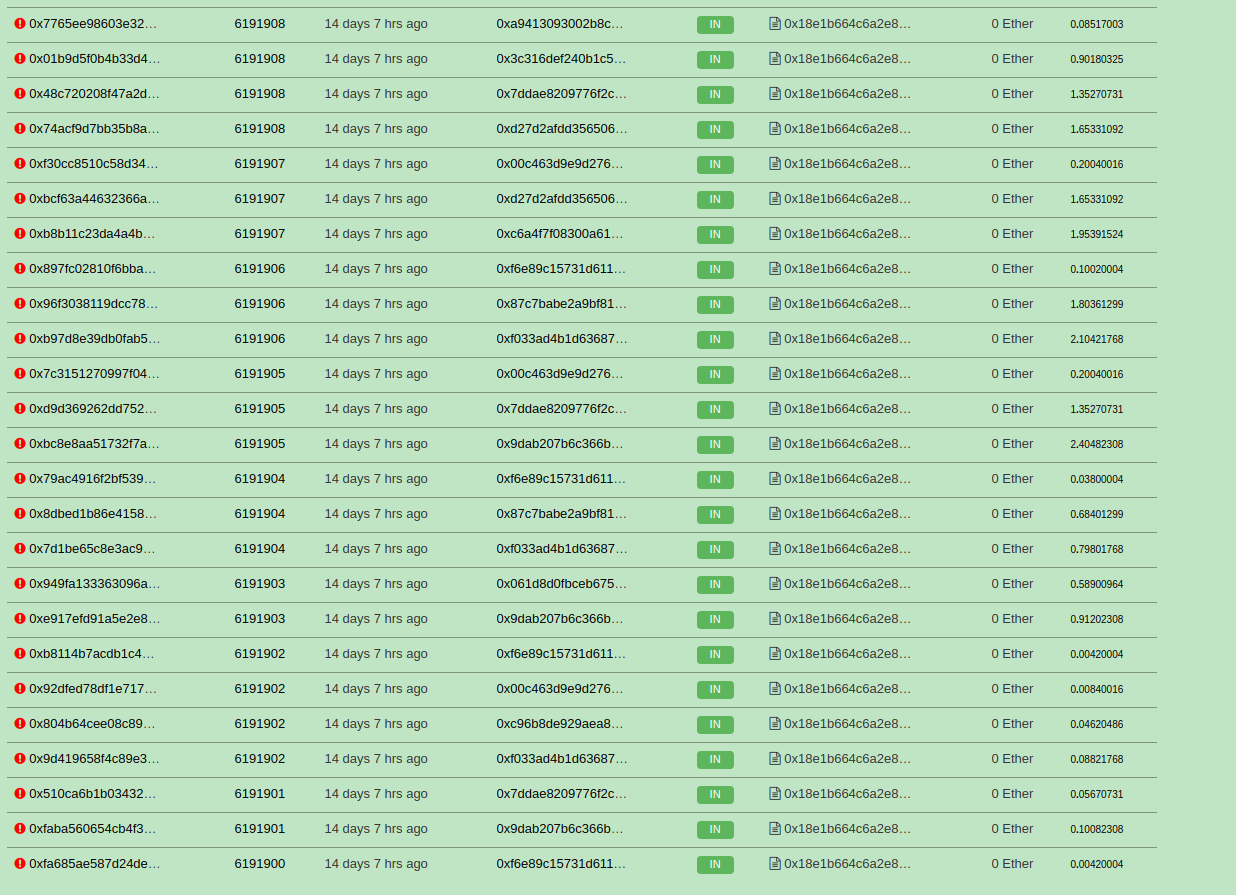 0x7765ee98603e32… 6191908 14 days 7 hrs ago 0xa9413093002b8c… IN 0x18e1b664c6a2e8… 0 Ether 0.08517003
0x01b9d5f0b4b33d4… 6191908 14 days 7 hrs ago 0x3c316def240b1c5… IN 0x18e1b664c6a2e8… 0 Ether 0.90180325
0x48c720208f47a2d… 6191908 14 days 7 hrs ago 0x7ddae8209776f2c… IN 0x18e1b664c6a2e8… 0 Ether 1.35270731
0x74acf9d7bb35b8a… 6191908 14 days 7 hrs ago 0xd27d2afdd356506… IN 0x18e1b664c6a2e8… 0 Ether 1.65331092
0xf30cc8510c58d34… 6191907 14 days 7 hrs ago 0x00c463d9e9d276… IN 0x18e1b664c6a2e8… 0 Ether 0.20040016
0xbcf63a44632366a… 6191907 14 days 7 hrs ago 0xd27d2afdd356506… IN 0x18e1b664c6a2e8… 0 Ether 1.65331092
0xb8b11c23da4a4b… 6191907 14 days 7 hrs ago 0xc6a4f7f08300a61… IN 0x18e1b664c6a2e8… 0 Ether 1.95391524
0x897fc02810f6bba… 6191906 14 days 7 hrs ago 0xf6e89c15731d611… IN 0x18e1b664c6a2e8… 0 Ether 0.10020004
0x96f3038119dcc78… 6191906 14 days 7 hrs ago 0x87c7babe2a9bf81… IN 0x18e1b664c6a2e8… 0 Ether 1.80361299
0xb97d8e39db0fab5… 6191906 14 days 7 hrs ago 0xf033ad4b1d63687… IN 0x18e1b664c6a2e8… 0 Ether 2.10421768
0x7c3151270997f04… 6191905 14 days 7 hrs ago 0x00c463d9e9d276… IN 0x18e1b664c6a2e8… 0 Ether 0.20040016
0xd9d369262dd752… 6191905 14 days 7 hrs ago 0x7ddae8209776f2c… IN 0x18e1b664c6a2e8… 0 Ether 1.35270731
0xbc8e8aa51732f7a… 6191905 14 days 7 hrs ago 0x9dab207b6c366b… IN 0x18e1b664c6a2e8… 0 Ether 2.40482308
0x79ac4916f2bf539… 6191904 14 days 7 hrs ago 0xf6e89c15731d611… IN 0x18e1b664c6a2e8… 0 Ether 0.03800004
0x8dbed1b86e4158… 6191904 14 days 7 hrs ago 0x87c7babe2a9bf81… IN 0x18e1b664c6a2e8… 0 Ether 0.68401299
0x7d1be65c8e3ac9… 6191904 14 days 7 hrs ago 0xf033ad4b1d63687… IN 0x18e1b664c6a2e8… 0 Ether 0.79801768
0x949fa133363096a… 6191903 14 days 7 hrs ago 0x061d8d0fbceb675… IN 0x18e1b664c6a2e8… 0 Ether 0.58900964
0xe917efd91a5e2e8… 6191903 14 days 7 hrs ago 0x9dab207b6c366b… IN 0x18e1b664c6a2e8… 0 Ether 0.91202308
0xb8114b7acdb1c4… 6191902 14 days 7 hrs ago 0xf6e89c15731d611… IN 0x18e1b664c6a2e8… 0 Ether 0.00420004
0x92dfed78df1e717… 6191902 14 days 7 hrs ago 0x00c463d9e9d276… IN 0x18e1b664c6a2e8… 0 Ether 0.00840016
0x804b64cee08c89… 6191902 14 days 7 hrs ago 0xc96b8de929aea8… IN 0x18e1b664c6a2e8… 0 Ether 0.04620486
0x9d419658f4c89e3… 6191902 14 days 7 hrs ago 0xf033ad4b1d63687… IN 0x18e1b664c6a2e8… 0 Ether 0.08821768
0x510ca6b1b03432… 6191901 14 days 7 hrs ago 0x7ddae8209776f2c… IN 0x18e1b664c6a2e8… 0 Ether 0.05670731
0xfaba560654cb4f3… 6191901 14 days 7 hrs ago 0x9dab207b6c366b… IN 0x18e1b664c6a2e8… 0 Ether 0.10082308
0xfa685ae587d24de… 6191900 14 days 7 hrs ago 0xf6e89c15731d611… IN 0x18e1b664c6a2e8… 0 Ether 0.00420004